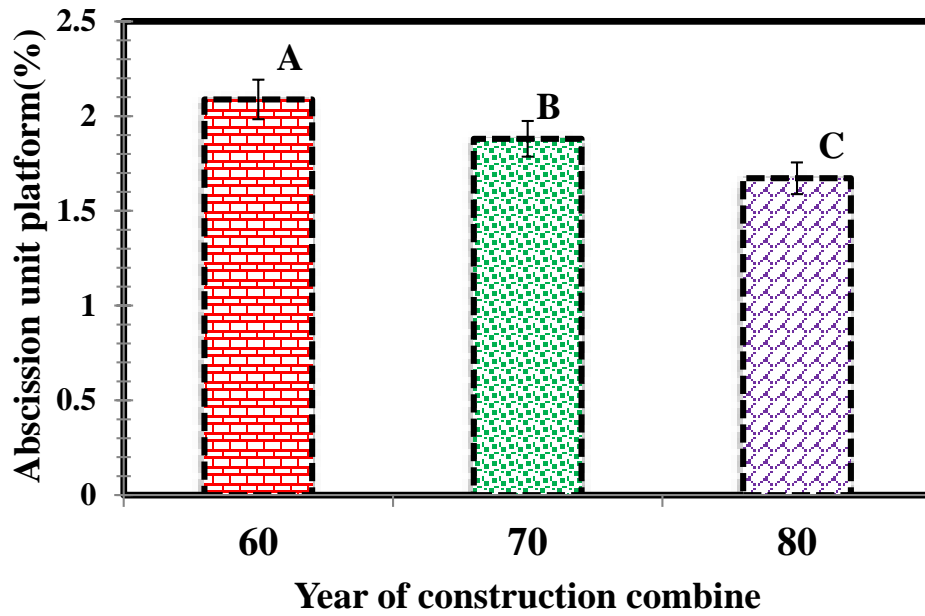 Abscission unit platform(%)
2.5
2
1.5
1
0.5
0
A
B
C
60 70 80
Year of construction combine